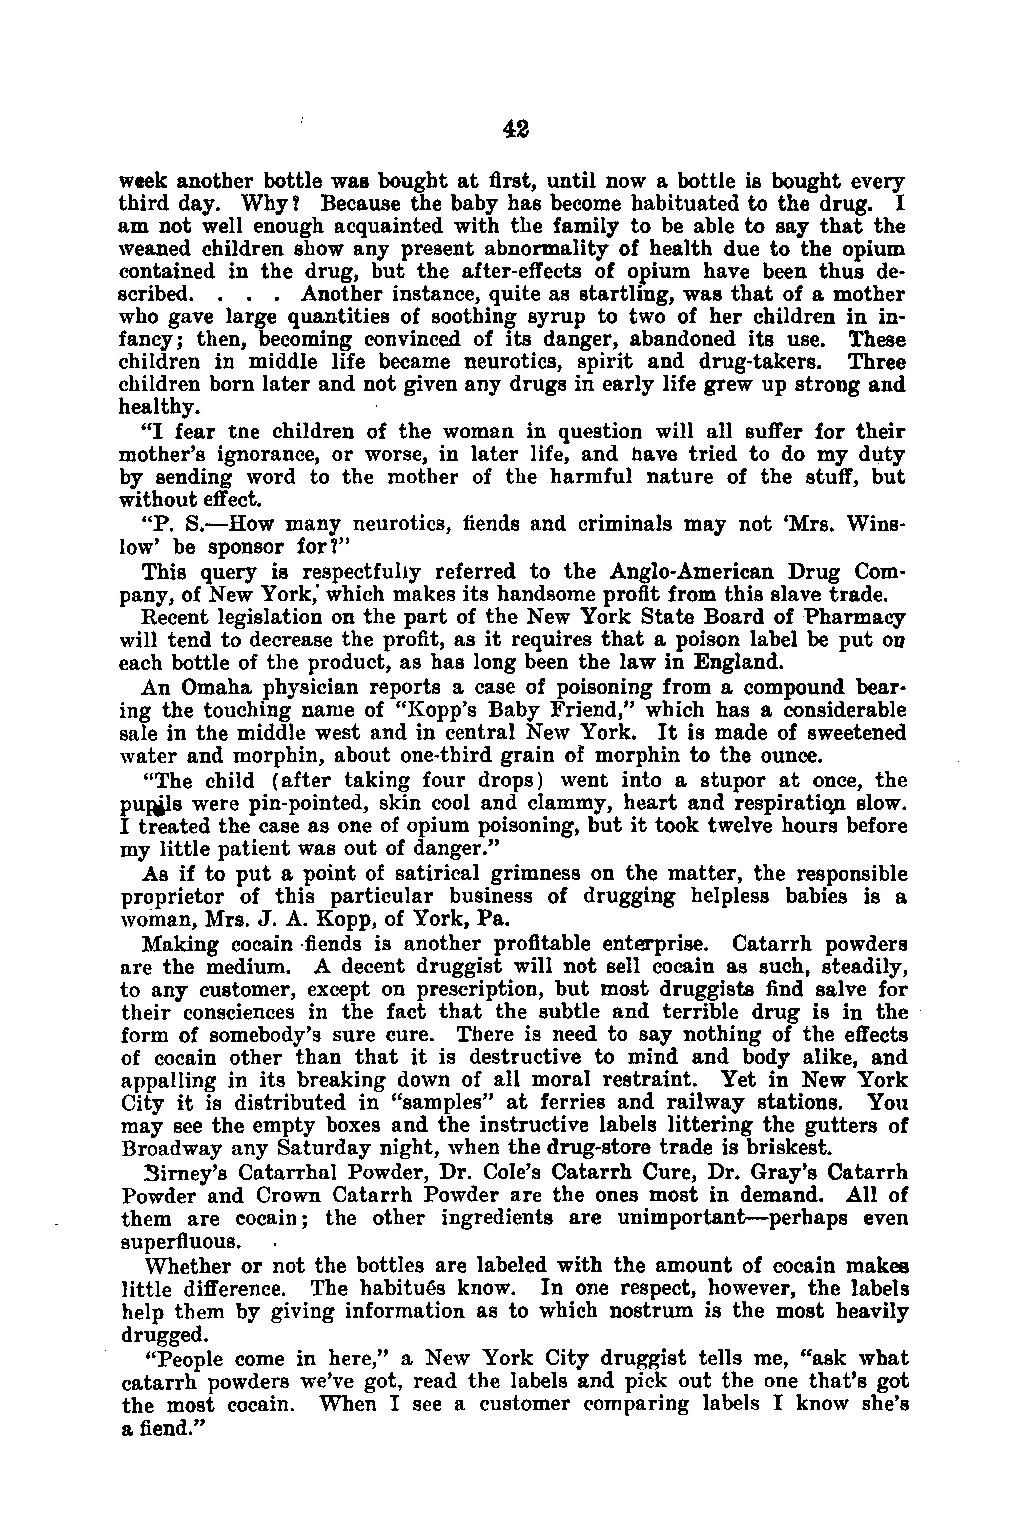 42
week another bottle was bought at first, until now a bottle is bought every
third day. Why? Because the baby has become habituated to the drug. I
am not well enough acquainted with the family to be able to say that the
weaned children show any present abnormality of health due to the opium
contained in the drug, but the after-effects of opium have been thus de-
scribed. . . . Another instance, quite as startling, was that of a mother
who gave large quantities of soothing syrup to two of her children in in-
fancy; then, becoming convinced of its danger, abandoned its use. These
children in middle life became neurotics, spirit and drug-takers. Three
children born later and not given any drugs in early life grew up strong and
healthy.
"I fear tne children of the woman in question will all suffer for their
mother's ignorance, or worse, in later life, and have tried to do my duty
by sending word to the mother of the harmful nature of the stuff, but
without effect.
"P. S.—How many neurotics, fiends and criminals may not 'Mrs. Wins-
low' be sponsor for?"
This query is respectfully referred to the Anglo-American Drug Com-
pany, of New York, which makes its handsome profit from this slave trade.
Recent legislation on the part of the New York State Board of Pharmacy
will tend to decrease the profit, as it requires that a poison label be put on
each bottle of the product, as has long been the law in England.
An Omaha physician reports a case of poisoning from a compound bear-
ing the touching name of "Kopp's Baby Friend," which has a considerable
sale in the middle west and in central New York. It is made of sweetened
water and morphin, about one-third grain of morphin to the ounce.
"The child (after taking four drops) went into a stupor at once, the
pupils were pin-pointed, skin cool and clammy, heart and respiration slow.
I treated the case as one of opium poisoning, but it took twelve hours before
my little patient was out of danger."
As if to put a point of satirical grimness on the matter, the responsible
proprietor of this particular business of drugging helpless babies is a
woman, Mrs. J. A. Kopp, of York, Pa.
Making cocain fiends is another profitable enterprise. Catarrh powders
are the medium. A decent druggist will not sell cocain as such, steadily,
to any customer, except on prescription, but most druggists find salve for
their consciences in the fact that the subtle and terrible drug is in the
form of somebody's sure cure. There is need to say nothing of the effects
of cocain other than that it is destructive to mind and body alike, and
appalling in its breaking down of all moral restraint. Yet in New York
City it is distributed in "samples" at ferries and railway stations. You
may see the empty boxes and the instructive labels littering the gutters of
Broadway any Saturday night, when the drug-store trade is briskest.
Birney's Catarrhal Powder, Dr. Cole's Catarrh Cure, Dr. Gray's Catarrh
Powder and Crown Catarrh Powder are the ones most in demand. All of
them are cocain; the other ingredients are unimportant—perhaps even
superfluous.
Whether or not the bottles are labeled with the amount of cocain makes
little difference. The habitués know. In one respect, however, the labels
help them by giving information as to which nostrum is the most heavily
drugged.
"People come in here," a New York City druggist tells me, "ask what
catarrh powders we've got, read the labels and pick out the one that's got
the most cocain. When I see a customer comparing labels I know she's
a fiend."